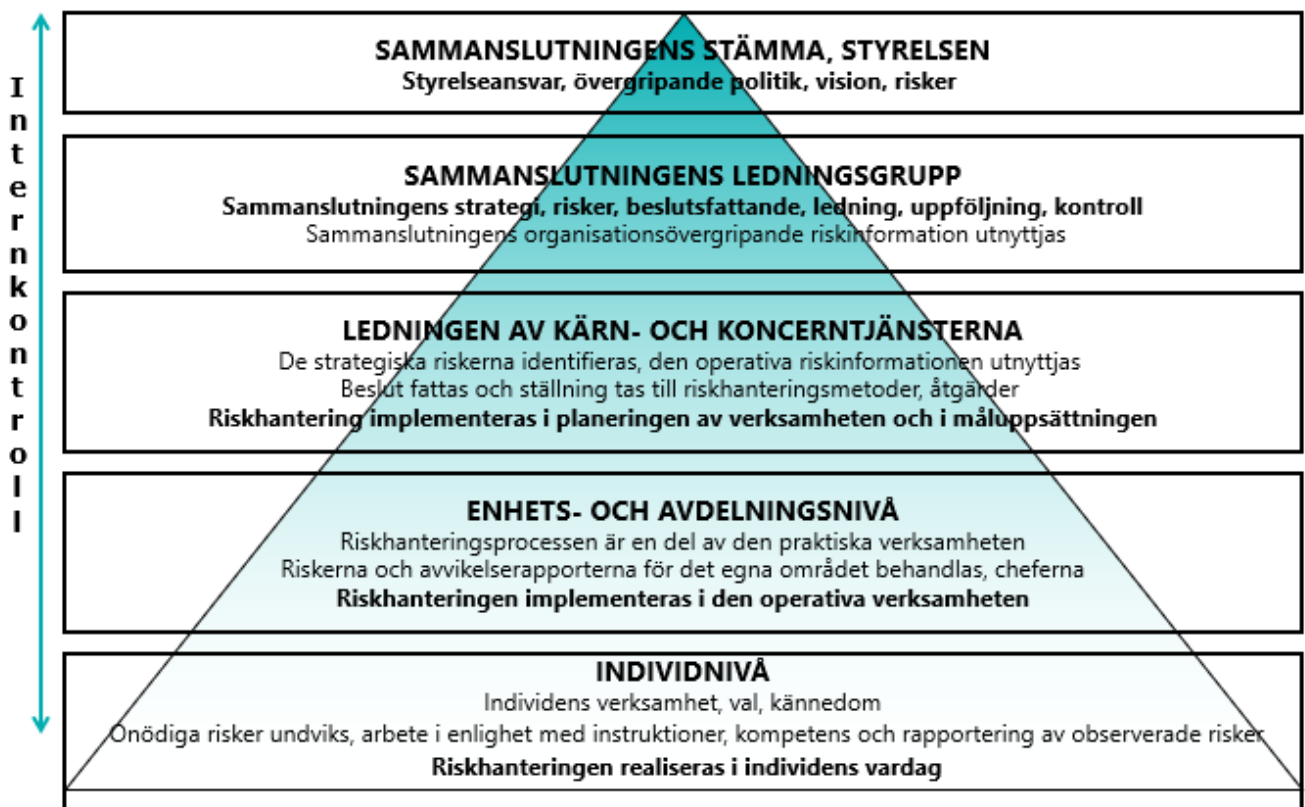 Internkontroll
SAMMANSLUTNINGENS STÄMMA, STYRELSEN
Styrelseansvar, övergripande politik, vision, risker
SAMMANSLUTNINGENS LEDNINGSGRUPP
Sammanslutningens strategi, risker, beslutsfattande, ledning, uppföljning, kontroll
Sammanslutningens organisationsövergripande riskinformation utnyttjas
LEDNINGEN AV KÄRN- OCH KONCERNTJÄNSTERNA
De strategiska riskerna identifieras, den operativa riskinformationen utnyttjas
Beslut fattas och ställning tas till riskhanteringsmetoder, åtgärder
Riskhantering implementeras i planeringen av verksamheten och i måluppsättningen
ENHETS- OCH AVDELNINGSNIVÅ
Riskhanteringsprocessen är en del av den praktiska verksamheten
Riskerna och avvikelserapporterna för det egna området behandlas, cheferna
Riskhanteringen implementeras i den operativa verksamheten
INDIVIDNIVÅ
Individens verksamhet, val, kännedom
Onödiga risker undviks, arbete i enlighet med instruktioner, kompetens och rapportering av observerade risker
Riskhanteringen realiseras i individens vardag